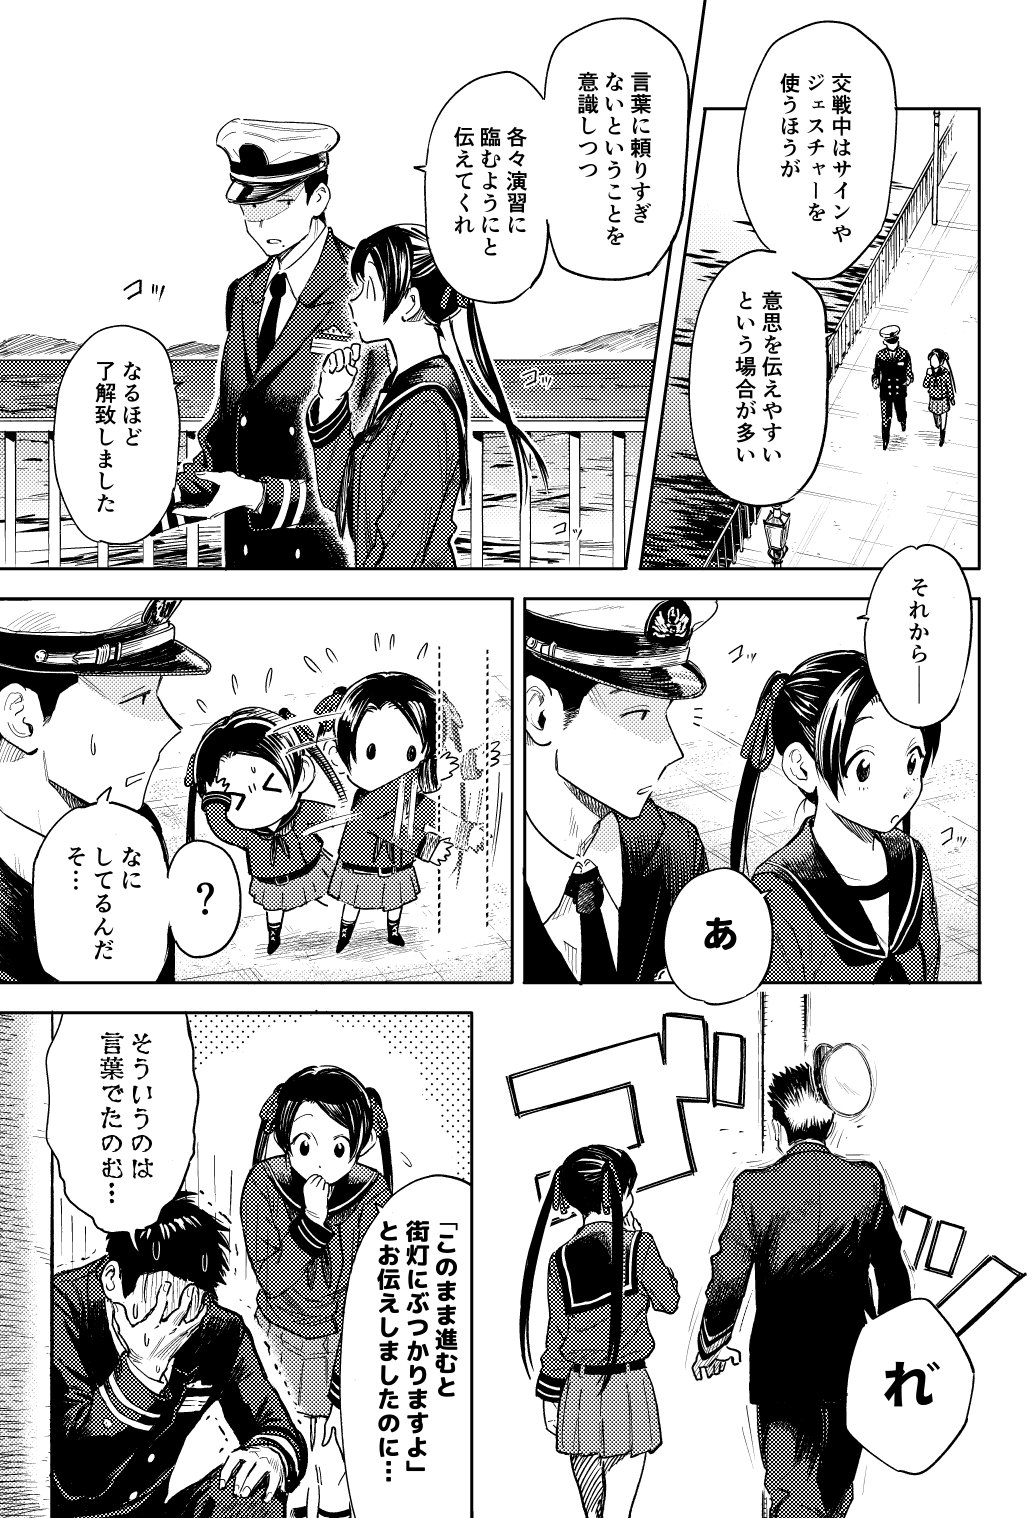 交戦中はサインや
ジェスチャーを
使うほうが
意思を伝えやすい
という場合が多い
言葉に頼りすぎ
ないということを
意識しつつ
各々演習に
臨むようにと
伝えてくれ
コツ
コツ
コツ
なるほど
了解致しました
それから──
コツ
コツ
あ
?
なに
してるんだ
そ…
ゴ
ン
れ゛
「このまま進むと
街灯にぶつかりますよ」
とお伝えしましたのに…
そういうのは
言葉でたのむ…